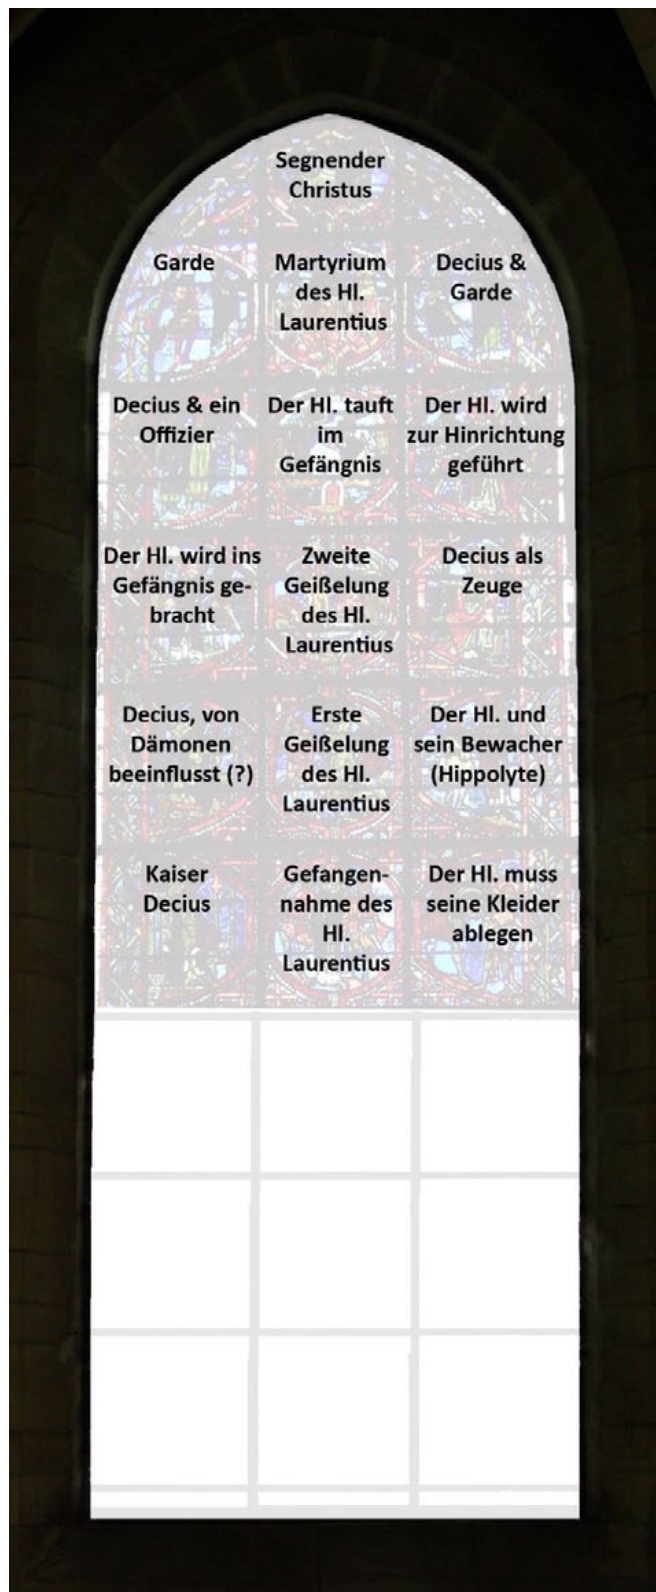 Segnender
Christus
Garde
Martyrium
des Hl.
Laurentius
Decius &
Garde
Decius & ein
Offizier
Der Hl. tauft
im
Gefängnis
Der Hl. wird
zur Hinrichtung
geführt
Der Hl. wird ins
Gefängnis ge-
bracht
Zweite
Geißelung
des Hl.
Laurentius
Decius als
Zeuge
Decius, von
Dämonen
beeinflusst (?)
Erste
Geißelung
des Hl.
Laurentius
Der Hl. und
sein Bewacher
(Hippolyte)
Kaiser
Decius
Gefangen-
nahme des
Hl.
Laurentius
Der Hl. muss
seine Kleider
ablegen